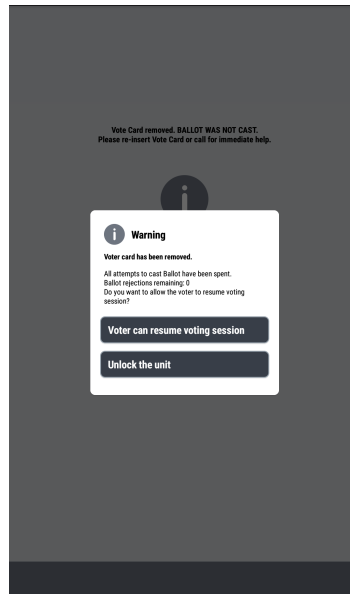 Vote Card removed. BALLOT WAS NOT CAST.
Please re-insert Vote Card or call for immediate help.
Warning
Voter card has been removed.
All attempts to cast Ballot have been spent.
Ballot rejections remaining: 0
Do you want to allow the voter to resume voting
session?
Voter can resume voting session
Unlock the unit